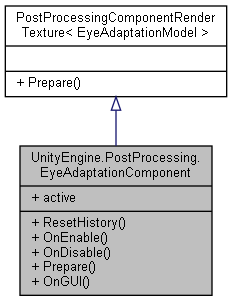 PostProcessingComponentRender
Texture< EyeAdaptationModel >
+ Prepare()
UnityEngine.PostProcessing.
EyeAdaptationComponent
+ active
+ ResetHistory()
+ OnEnable()
+ OnDisable()
+ Prepare()
+ OnGUI()